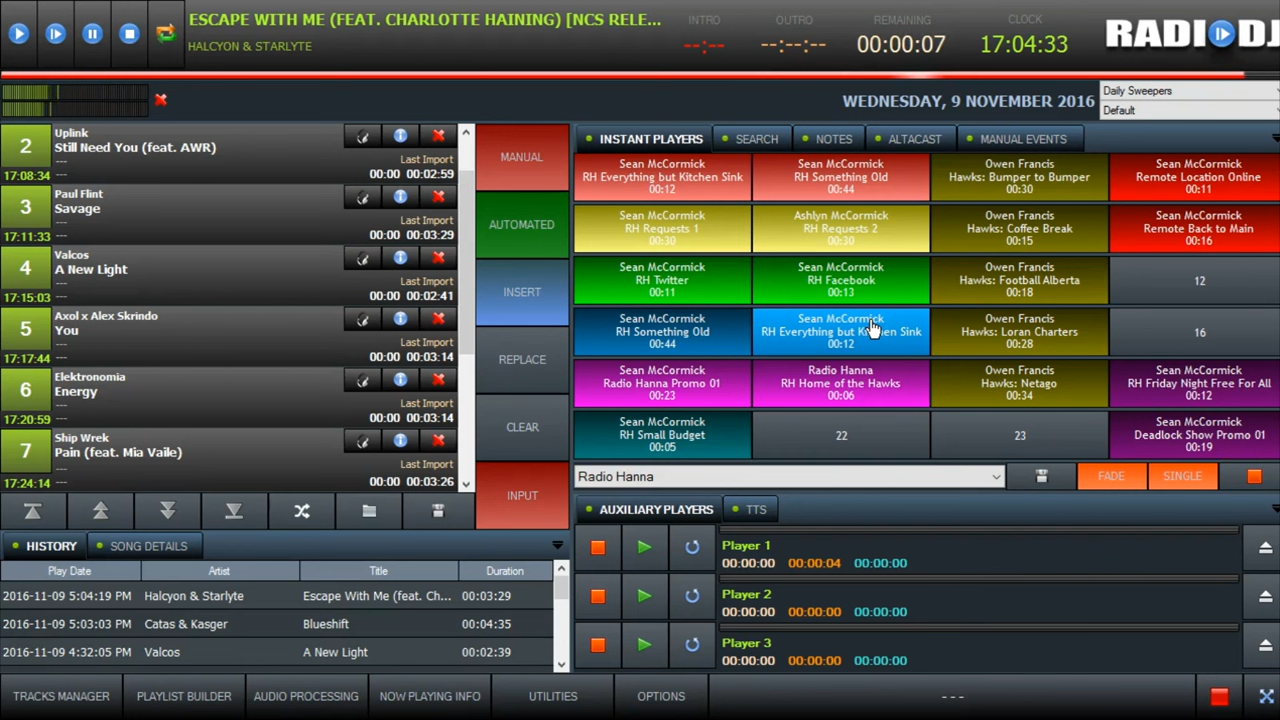 ESCAPE WITH ME (FEAT. CHARLOTTE HAINING) [NCS RELE...
HALCYON & STARLYTE
INTRO
--:--
OUTRO
--:--:--
REMAINING
00:00:07
CLOCK
17:04:33
RADIODJ
WEDNESDAY, 9 NOVEMBER 2016
Daily Sweepers
Default
2
17:08:34
Uplink
Still Need You (feat. AWR)
---
Last Import
00:00 00:02:59
3
17:11:33
Paul Flint
Savage
---
Last Import
00:00 00:03:29
4
17:15:03
Valcos
A New Light
---
Last Import
00:00 00:02:41
5
17:17:44
Axol x Alex Skrindo
You
---
Last Import
00:00 00:03:14
6
17:20:59
Elektronomia
Energy
---
Last Import
00:00 00:03:14
7
17:24:14
Ship Wrek
Pain (feat. Mia Vaile)
---
Last Import
00:00 00:03:26
MANUAL
AUTOMATED
INSERT
REPLACE
CLEAR
INPUT
INSTANT PLAYERS
SEARCH
NOTES
ALTACAST
MANUAL EVENTS
Sean McCormick
RH Everything but Kitchen Sink
00:12
Sean McCormick
RH Something Old
00:44
Owen Francis
Hawks: Bumper to Bumper
00:30
Sean McCormick
Remote Location Online
00:11
Sean McCormick
RH Requests 1
00:30
Ashlyn McCormick
RH Requests 2
00:30
Owen Francis
Hawks: Coffee Break
00:15
Sean McCormick
Remote Back to Main
00:16
Sean McCormick
RH Twitter
00:11
Sean McCormick
RH Facebook
00:13
Owen Francis
Hawks: Football Alberta
00:18
12
Sean McCormick
RH Something Old
00:44
Sean McCormick
RH Everything but Kitchen Sink
00:12
Owen Francis
Hawks: Loran Charters
00:28
16
Sean McCormick
Radio Hanna Promo 01
00:23
Radio Hanna
RH Home of the Hawks
00:06
Owen Francis
Hawks: Netago
00:34
Sean McCormick
RH Friday Night Free For All
00:12
Sean McCormick
RH Small Budget
00:05
22
23
Sean McCormick
Deadlock Show Promo 01
00:19
Radio Hanna
FADE
SINGLE
AUXILIARY PLAYERS
TTS
Player 1
00:00:00 00:00:04 00:00:00
Player 2
00:00:00 00:00:00 00:00:00
Player 3
00:00:00 00:00:00 00:00:00
HISTORY
SONG DETAILS
Play Date Artist Title Duration
2016-11-09 5:04:19 PM Halcyon & Starlyte Escape With Me (feat. Ch... 00:03:29
2016-11-09 5:03:03 PM Catas & Kasger Blueshift 00:04:35
2016-11-09 4:32:05 PM Valcos A New Light 00:02:39
TRACKS MANAGER
PLAYLIST BUILDER
AUDIO PROCESSING
NOW PLAYING INFO
UTILITIES
OPTIONS
---